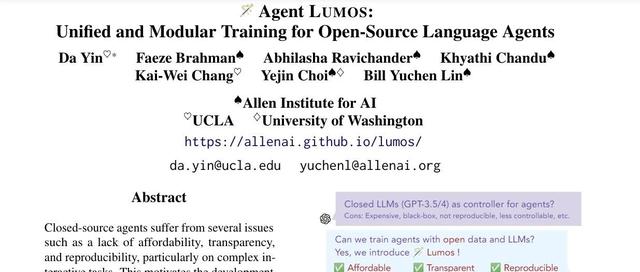 Agent LUMOS:
Unified and Modular Training for Open-Source Language Agents
Da Yin♡* Faeze Brahman♠ Abhilasha Ravichander♠ Khyathi Chandu♠
Kai-Wei Chang♡ Yejin Choi♠♢ Bill Yuchen Lin♠
♠Allen Institute for AI
♡UCLA ♢University of Washington
https://allenai.github.io/lumos/
da.yin@ucla.edu yuchenl@allenai.org
Abstract
Closed-source agents suffer from several issues
such as a lack of affordability, transparency,
and reproducibility, particularly on complex in-
teractive tasks. This motivates the development
Closed LLMs (GPT-3.5/4) as controller for agents?
Cons: Expensive, black-box, not reproducible, less controllable, etc.
Can we train agents with open data and LLMs?
Yes, we introduce Lumos !
✅ Affordable ✅ Transparent ✅ Reproducible